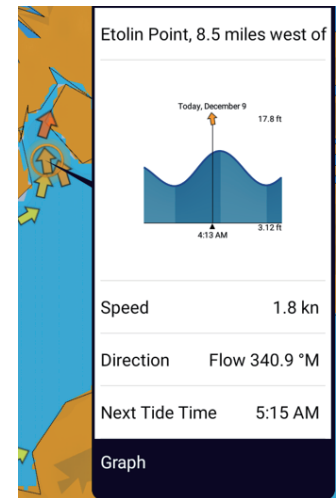 Etolin Point, 8.5 miles west of
Today, December 9
17.8 ft
3.12 ft
4:13 AM
Speed 1.8 kn
Direction Flow 340.9 °M
Next Tide Time 5:15 AM
Graph